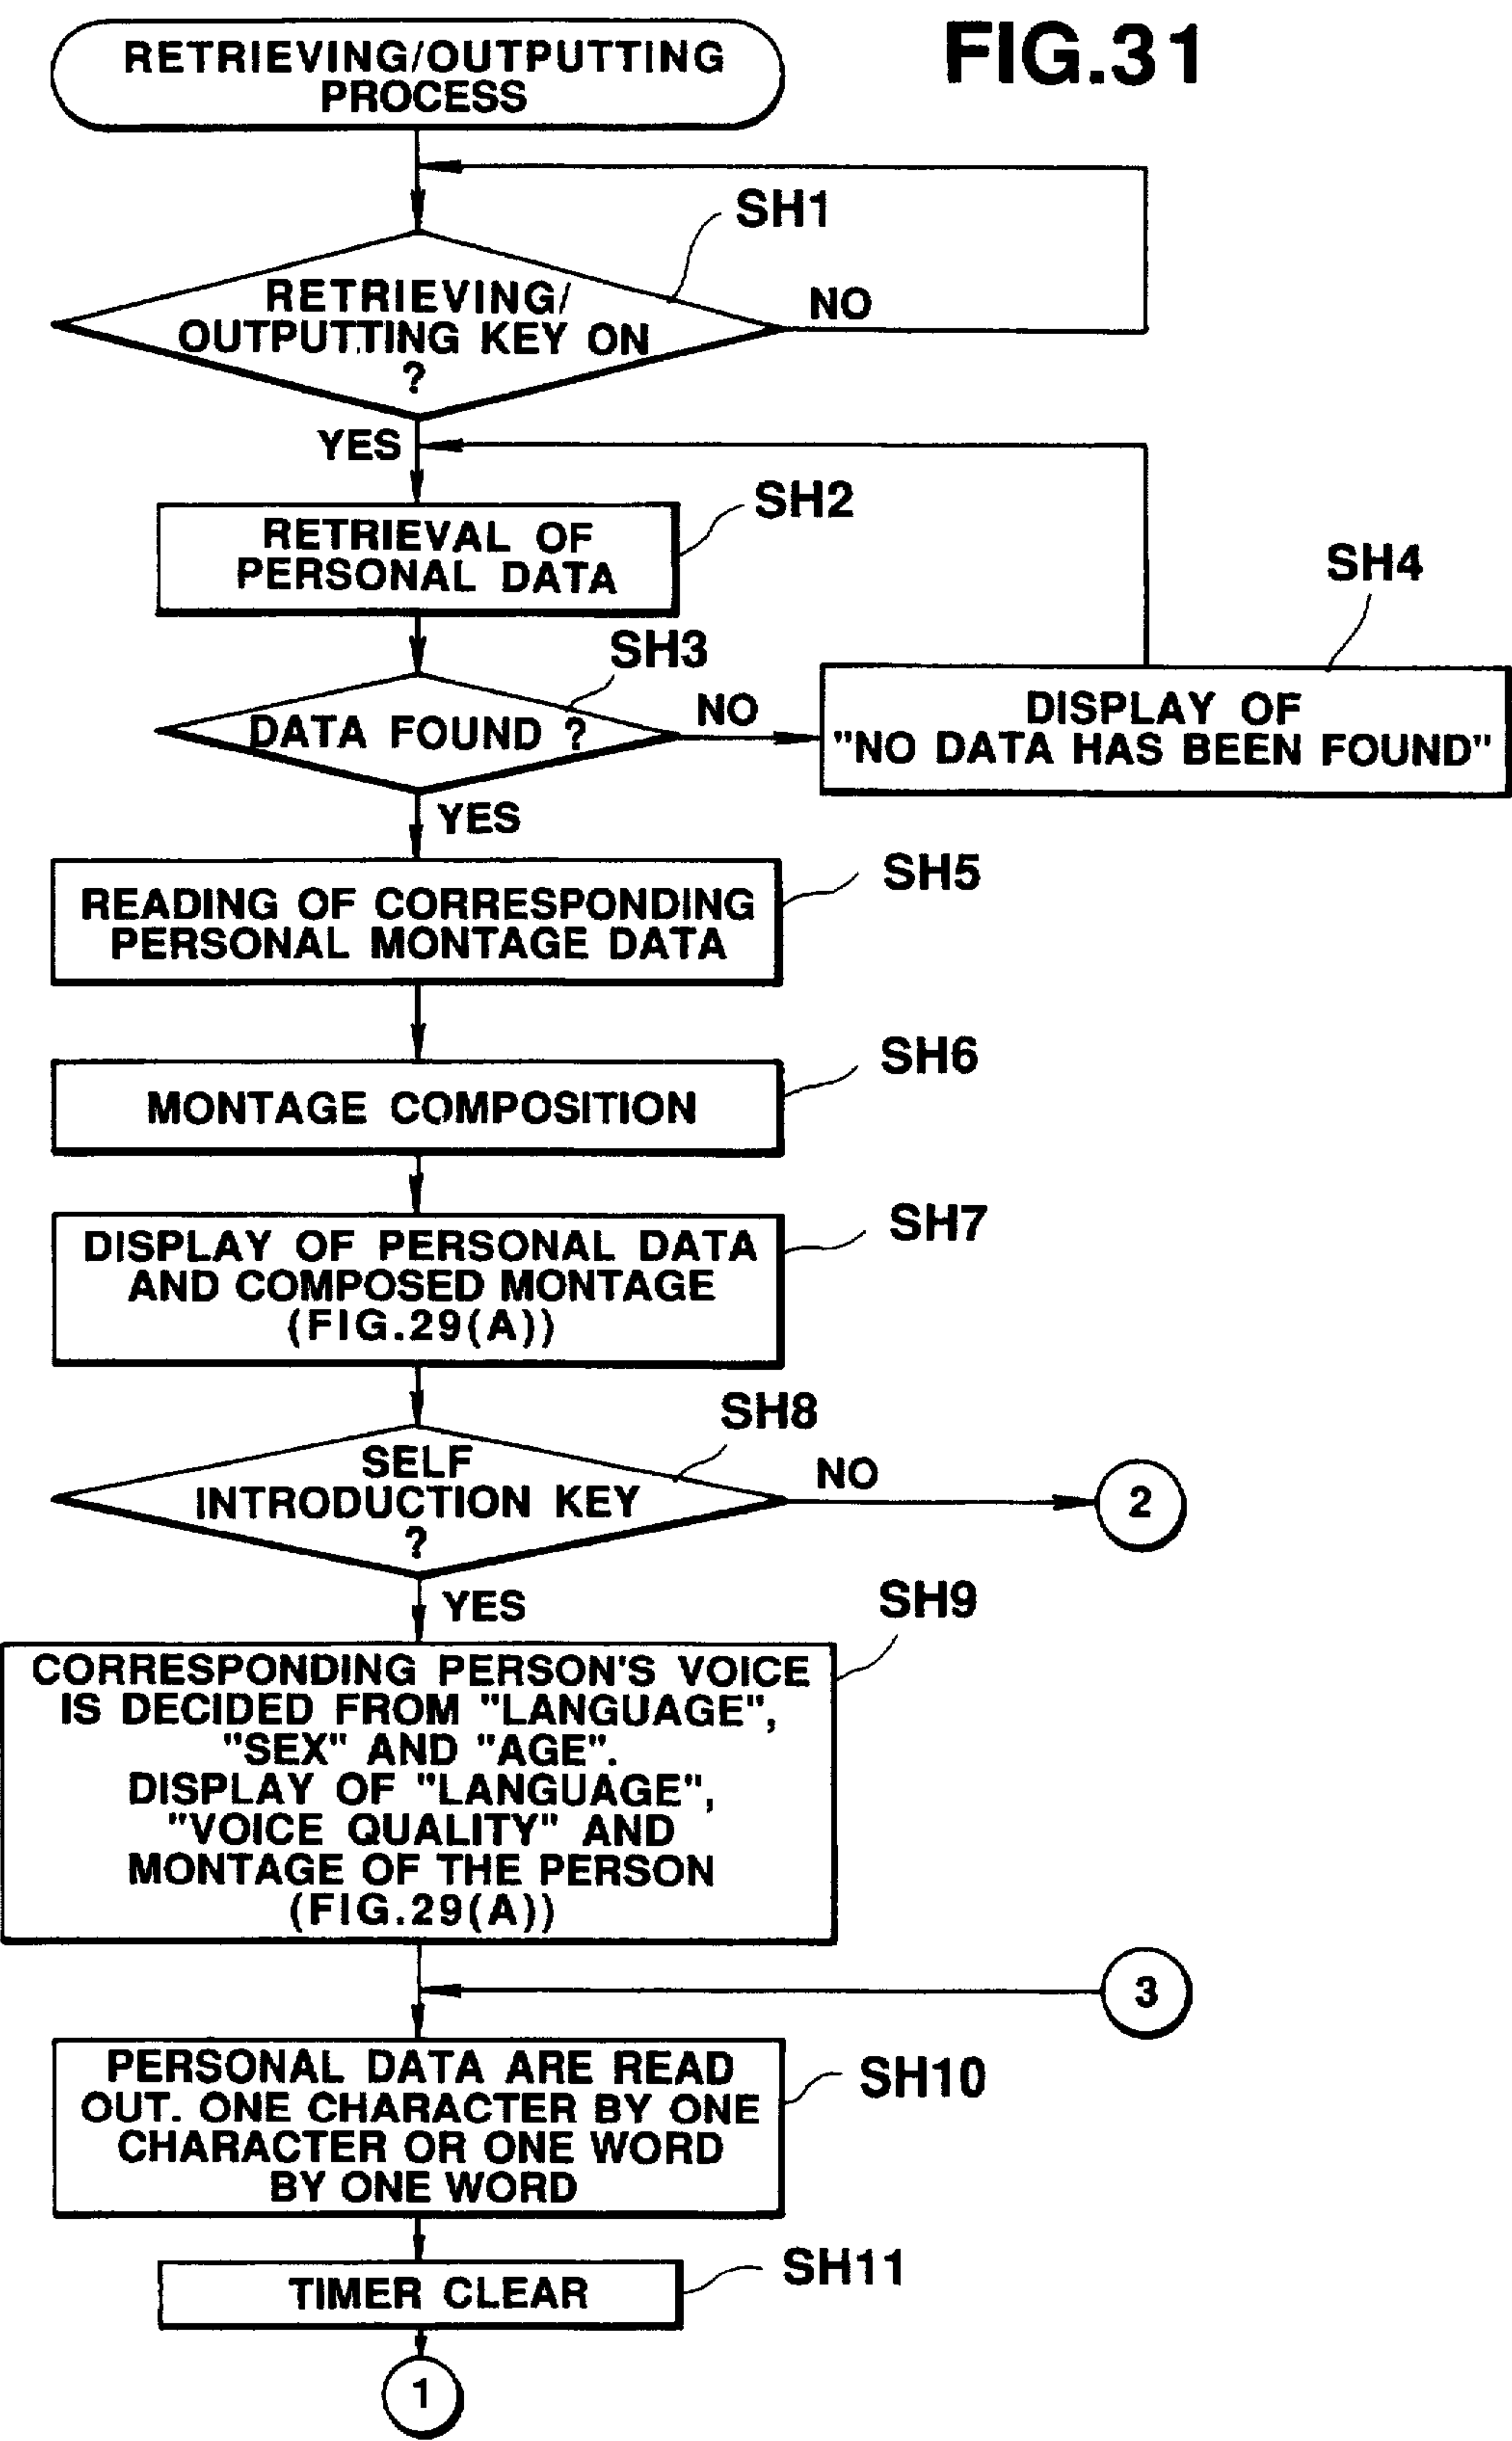 FIG.31
RETRIEVING/OUTPUTTING
PROCESS
SH1
RETRIEVING/
OUTPUTTING KEY ON
?
NO
YES
SH2
RETRIEVAL OF
PERSONAL DATA
SH3
DATA FOUND ?
NO
SH4
DISPLAY OF
"NO DATA HAS BEEN FOUND"
YES
SH5
READING OF CORRESPONDING
PERSONAL MONTAGE DATA
SH6
MONTAGE COMPOSITION
SH7
DISPLAY OF PERSONAL DATA
AND COMPOSED MONTAGE
(FIG.29(A))
SH8
SELF
INTRODUCTION KEY
?
NO
2
YES
SH9
CORRESPONDING PERSON'S VOICE
IS DECIDED FROM "LANGUAGE",
"SEX" AND "AGE".
DISPLAY OF "LANGUAGE",
"VOICE QUALITY" AND
MONTAGE OF THE PERSON
(FIG.29(A))
3
SH10
PERSONAL DATA ARE READ
OUT. ONE CHARACTER BY ONE
CHARACTER OR ONE WORD
BY ONE WORD
SH11
TIMER CLEAR
1